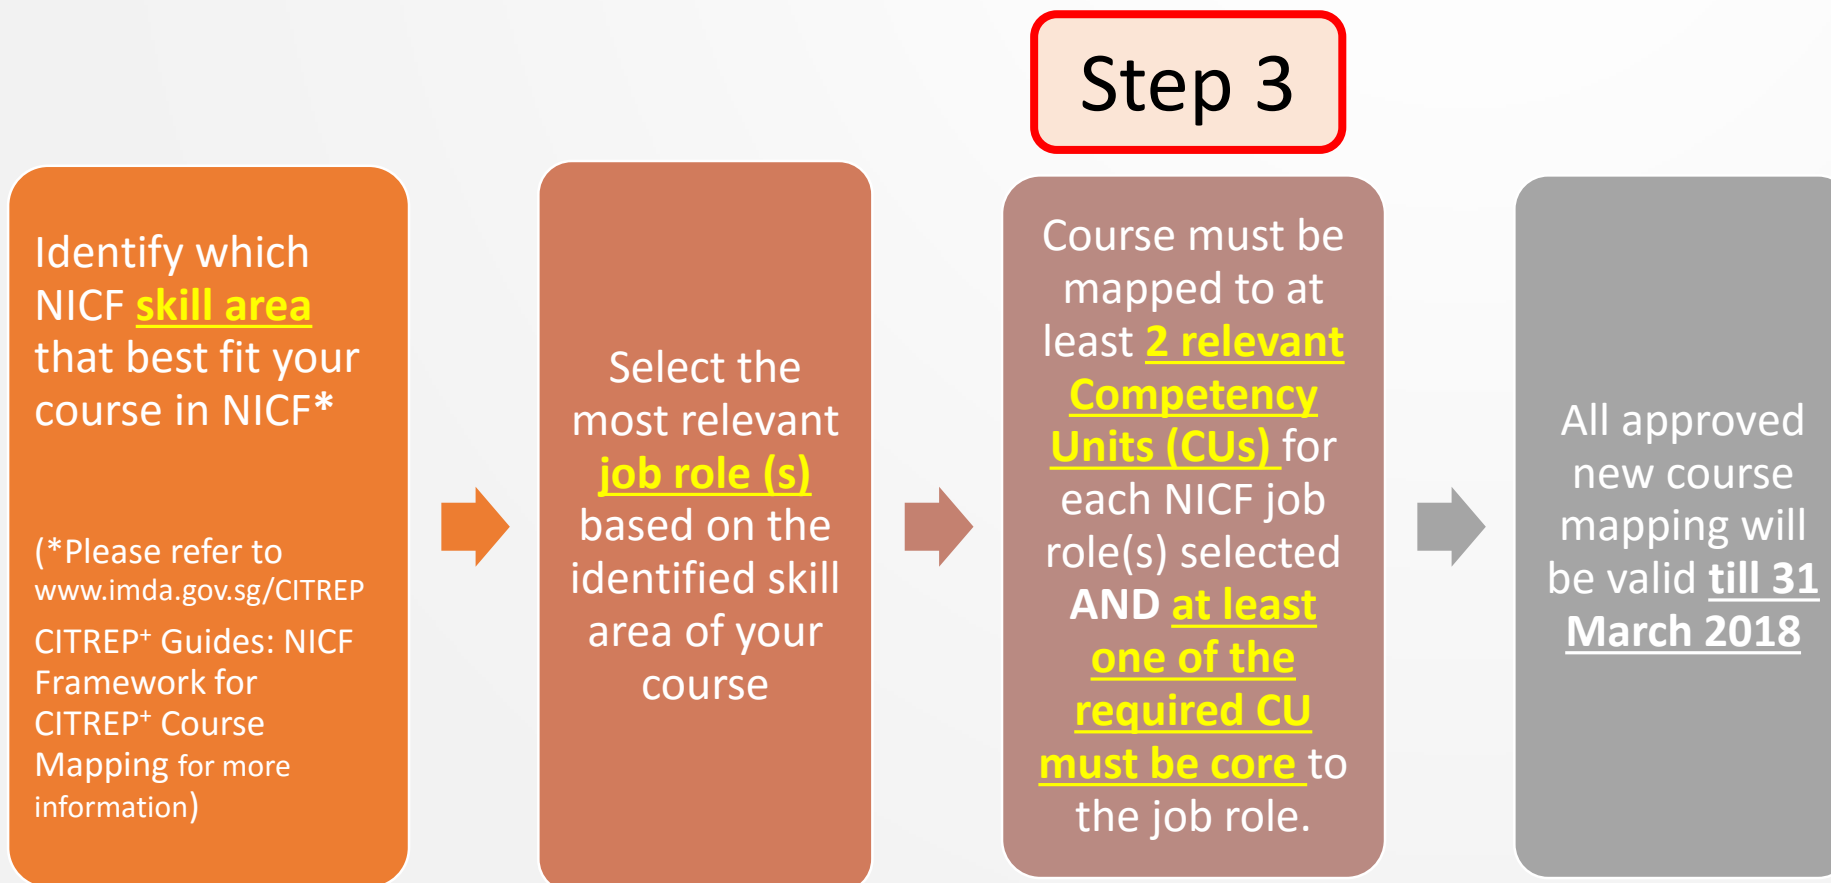 Step 3
Identify which
NICF skill area
that best fit your
course in NICF*
(*Please refer to
www.imda.gov.sg/CITREP
CITREP+ Guides: NICF
Framework for
CITREP+ Course
Mapping for more
information)
Select the
most relevant
job role (s)
based on the
identified skill
area of your
course
Course must be
mapped to at
least 2 relevant
Competency
Units (CUs) for
each NICF job
role(s) selected
AND at least
one of the
required CU
must be core to
the job role.
All approved
new course
mapping will
be valid till 31
March 2018